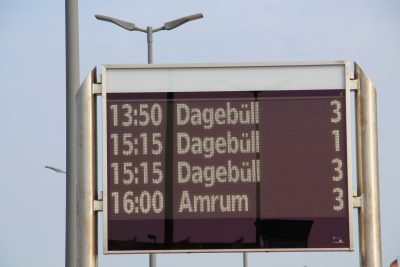 13:50 Dagebüll 3
15:15 Dagebüll 1
15:15 Dagebüll 3
16:00 Amrum 3